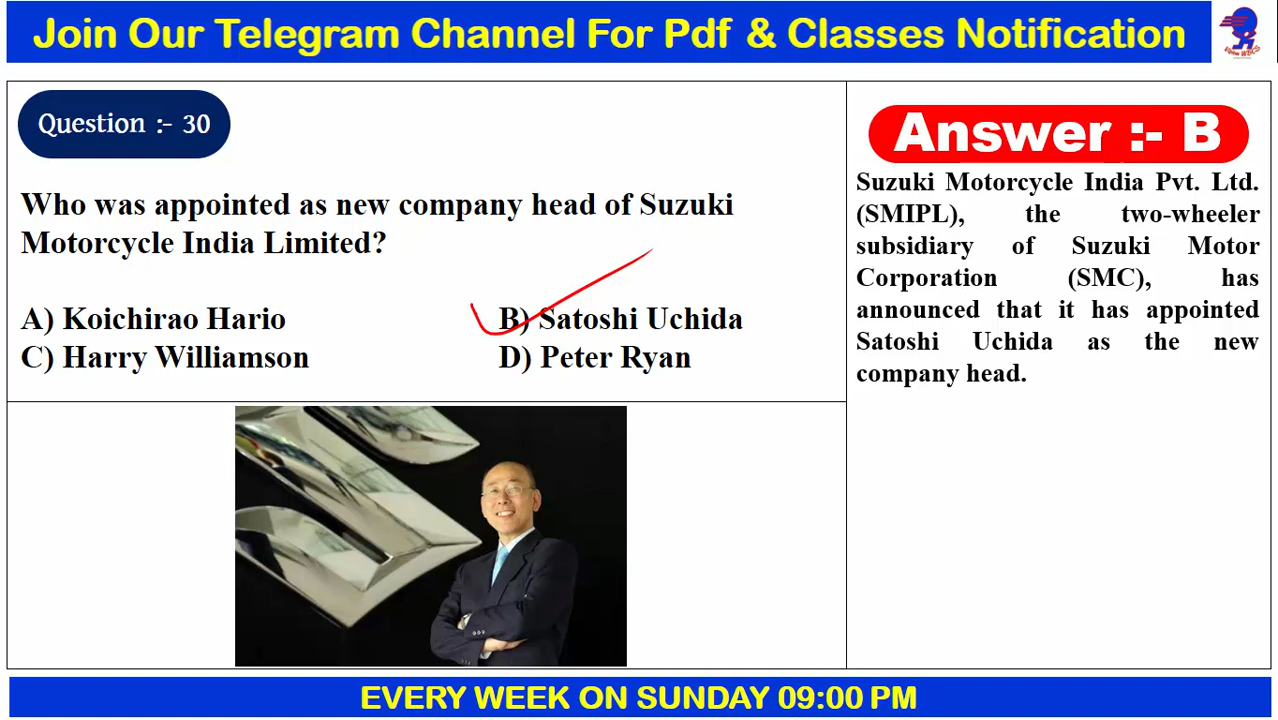 Join Our Telegram Channel For Pdf & Classes Notification
Question :- 30
Who was appointed as new company head of Suzuki
Motorcycle India Limited?
A) Koichirao Hario
B) Satoshi Uchida
C) Harry Williamson
D) Peter Ryan
Answer :- B
Suzuki Motorcycle India Pvt. Ltd.
(SMIPL), the two-wheeler
subsidiary of Suzuki Motor
Corporation (SMC), has
announced that it has appointed
Satoshi Uchida as the new
company head.
EVERY WEEK ON SUNDAY 09:00 PM